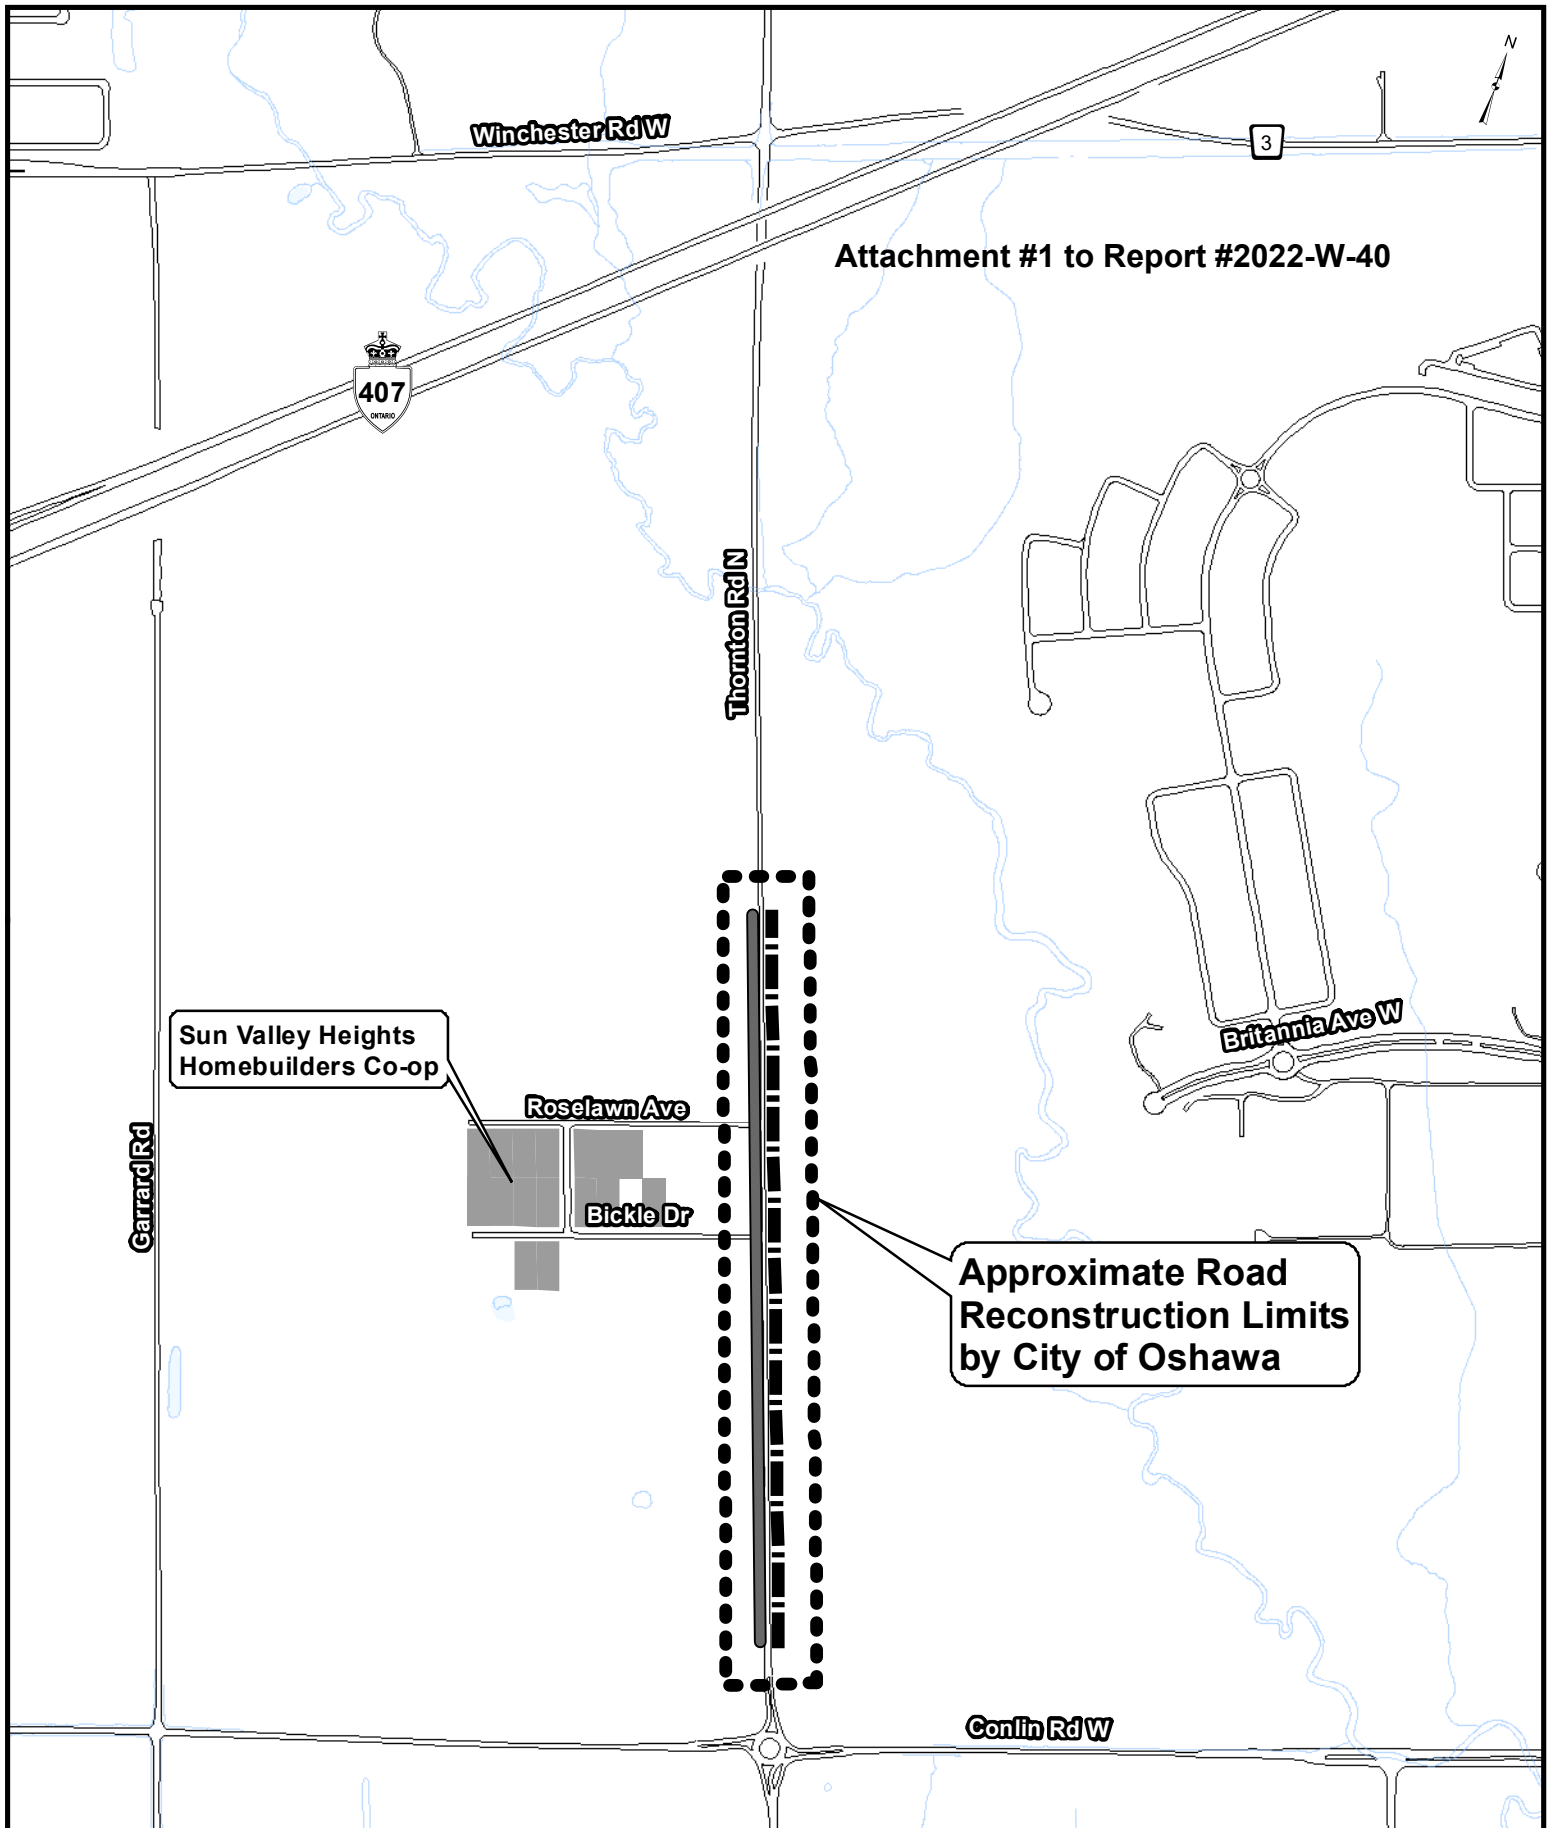 N
Winchester Rd W
3
Attachment #1 to Report #2022-W-40
407
ONTARIO
Thornton Rd N
Britannia Ave W
Sun Valley Heights
Homebuilders Co-op
Roselawn Ave
Garrard Rd
Bickle Dr
Approximate Road
Reconstruction Limits
by City of Oshawa
Conlin Rd W